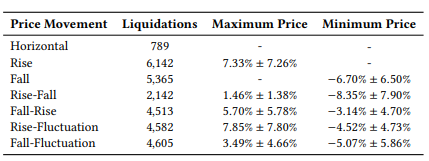 Price Movement Liquidations Maximum Price Minimum Price
Horizontal 789 - -
Rise 6,142 7.33% ± 7.26% -
Fall 5,365 - −6.70% ± 6.50%
Rise-Fall 2,142 1.46% ± 1.38% −8.35% ± 7.90%
Fall-Rise 4,513 5.70% ± 5.78% −3.14% ± 4.70%
Rise-Fluctuation 4,582 7.85% ± 7.80% −4.52% ± 4.73%
Fall-Fluctuation 4,605 3.49% ± 4.66% −5.07% ± 5.86%